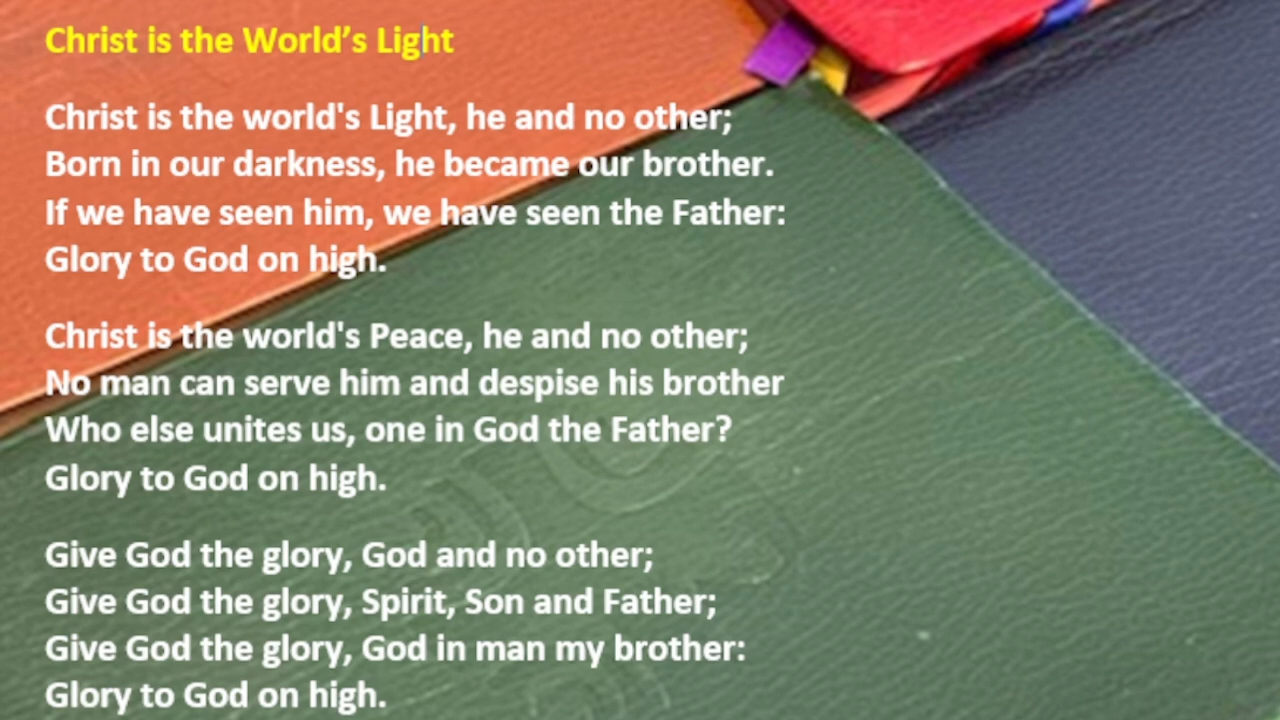 Christ is the World’s Light
Christ is the world's Light, he and no other;
Born in our darkness, he became our brother.
If we have seen him, we have seen the Father:
Glory to God on high.
Christ is the world's Peace, he and no other;
No man can serve him and despise his brother
Who else unites us, one in God the Father?
Glory to God on high.
Give God the glory, God and no other;
Give God the glory, Spirit, Son and Father;
Give God the glory, God in man my brother:
Glory to God on high.